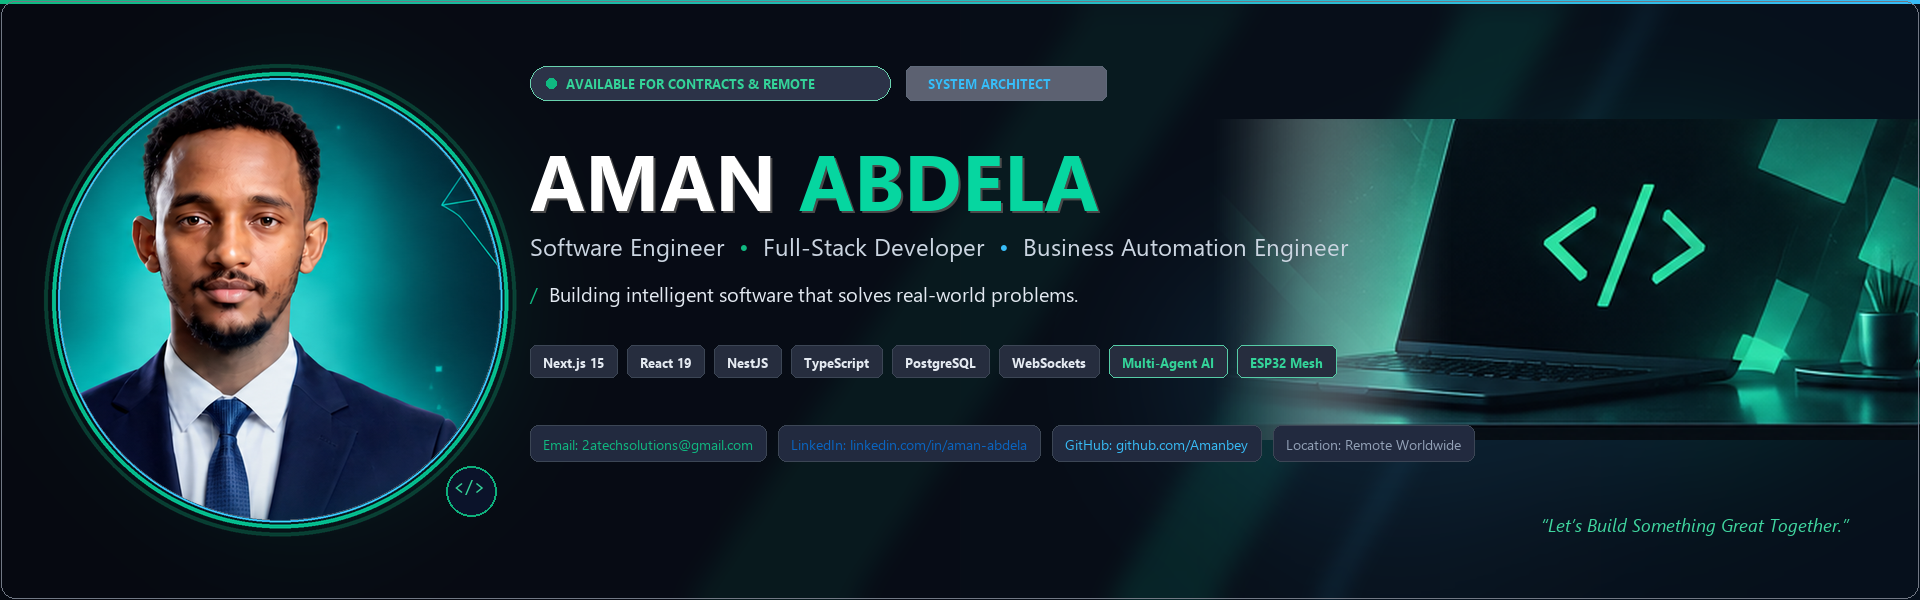 AVAILABLE FOR CONTRACTS & REMOTE
SYSTEM ARCHITECT
AMAN ABDELA
Software Engineer • Full-Stack Developer • Business Automation Engineer
/ Building intelligent software that solves real-world problems.
Next.js 15 React 19 NestJS TypeScript PostgreSQL WebSockets Multi-Agent AI ESP32 Mesh
Email: 2atechsolutions@gmail.com LinkedIn: linkedin.com/in/aman-abdela GitHub: github.com/Amanbey Location: Remote Worldwide
</>
</>
“Let's Build Something Great Together.”